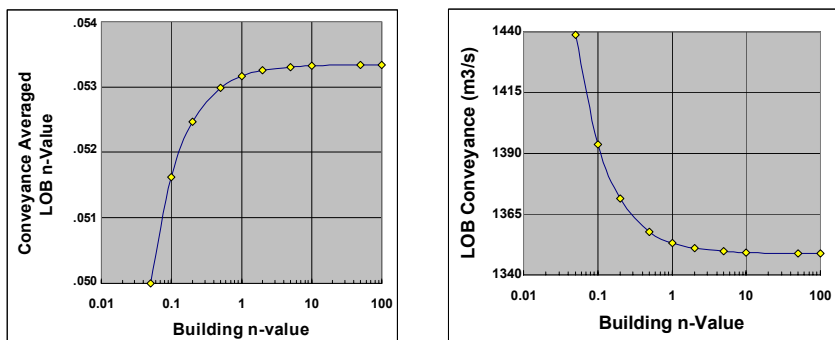 .054
.053
.052
.051
.050
Conveyance Averaged
LOB n-Value
0.01 0.1 1 10 100
Building n-value
1440
1415
1390
1365
1340
LOB Conveyance (m3/s)
0.01 0.1 1 10 100
Building n-Value